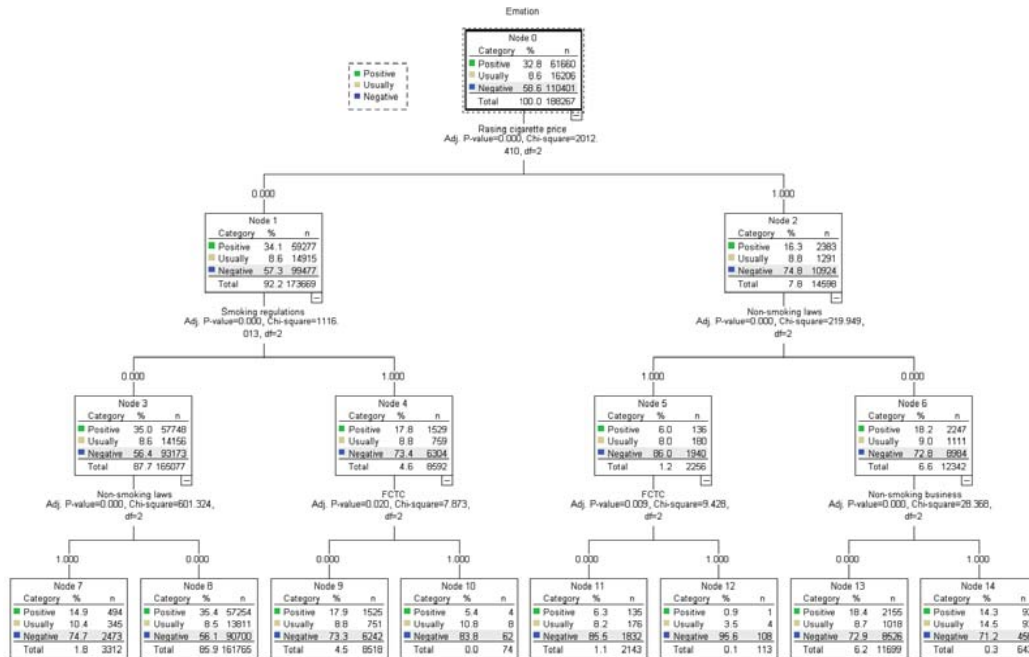 Emation
Positive
Usually
Negative
Node 0
Category % n
Positive 32.8 61660
Usually 8.6 16206
Negative 58.6 110401
Total 100.0 188267
Rasing cigarette price
Adj. P-value=0.000, Chi-square=2012.
410, df=2
0.000
1.000
Node 1
Category % n
Positive 34.1 59277
Usually 8.6 14915
Negative 57.3 99477
Total 92.2 173669
Smoking regulations
Adj. P-value=0.000, Chi-square=1116.
013, df=2
Node 2
Category % n
Positive 16.3 2383
Usually 8.8 1291
Negative 74.8 10924
Total 7.8 14598
Non-smoking laws
Adj. P-value=0.000, Chi-square=219.949,
df=2
0.000
1.000
1.000
0.000
Node 3
Category % n
Positive 35.0 57748
Usually 8.6 14156
Negative 56.4 93173
Total 87.7 165077
Non-smoking laws
Adj. P-value=0.000, Chi-square=601.324,
df=2
Node 4
Category % n
Positive 17.8 1529
Usually 8.8 759
Negative 73.4 6304
Total 4.6 8592
FCTC
Adj. P-value=0.020, Chi-square=7.873,
df=2
Node 5
Category % n
Positive 6.0 136
Usually 8.0 180
Negative 86.0 1940
Total 1.2 2256
FCTC
Adj. P-value=0.009, Chi-square=9.428,
df=2
Node 6
Category % n
Positive 18.2 2247
Usually 9.0 1111
Negative 72.8 8984
Total 6.6 12342
Non-smoking business
Adj. P-value=0.000, Chi-square=28.368,
df=2
1.000
0.000
0.000
1.000
0.000
1.000
0.000
1.000
Node 7
Category % n
Positive 14.9 494
Usually 10.4 345
Negative 74.7 2473
Total 1.8 3312
Node 8
Category % n
Positive 35.4 57254
Usually 8.5 13811
Negative 56.1 90700
Total 85.9 161765
Node 9
Category % n
Positive 17.9 1525
Usually 8.8 751
Negative 73.3 6242
Total 4.5 8518
Node 10
Category % n
Positive 5.4 4
Usually 10.8 8
Negative 83.8 62
Total 0.0 74
Node 11
Category % n
Positive 6.3 135
Usually 8.2 176
Negative 85.5 1832
Total 1.1 2143
Node 12
Category % n
Positive 0.9 1
Usually 3.5 4
Negative 95.6 108
Total 0.1 113
Node 13
Category % n
Positive 18.4 2155
Usually 8.7 1018
Negative 72.9 8526
Total 6.2 11699
Node 14
Category % n
Positive 14.3
Usually 14.5
Negative 71.2
Total 0.3